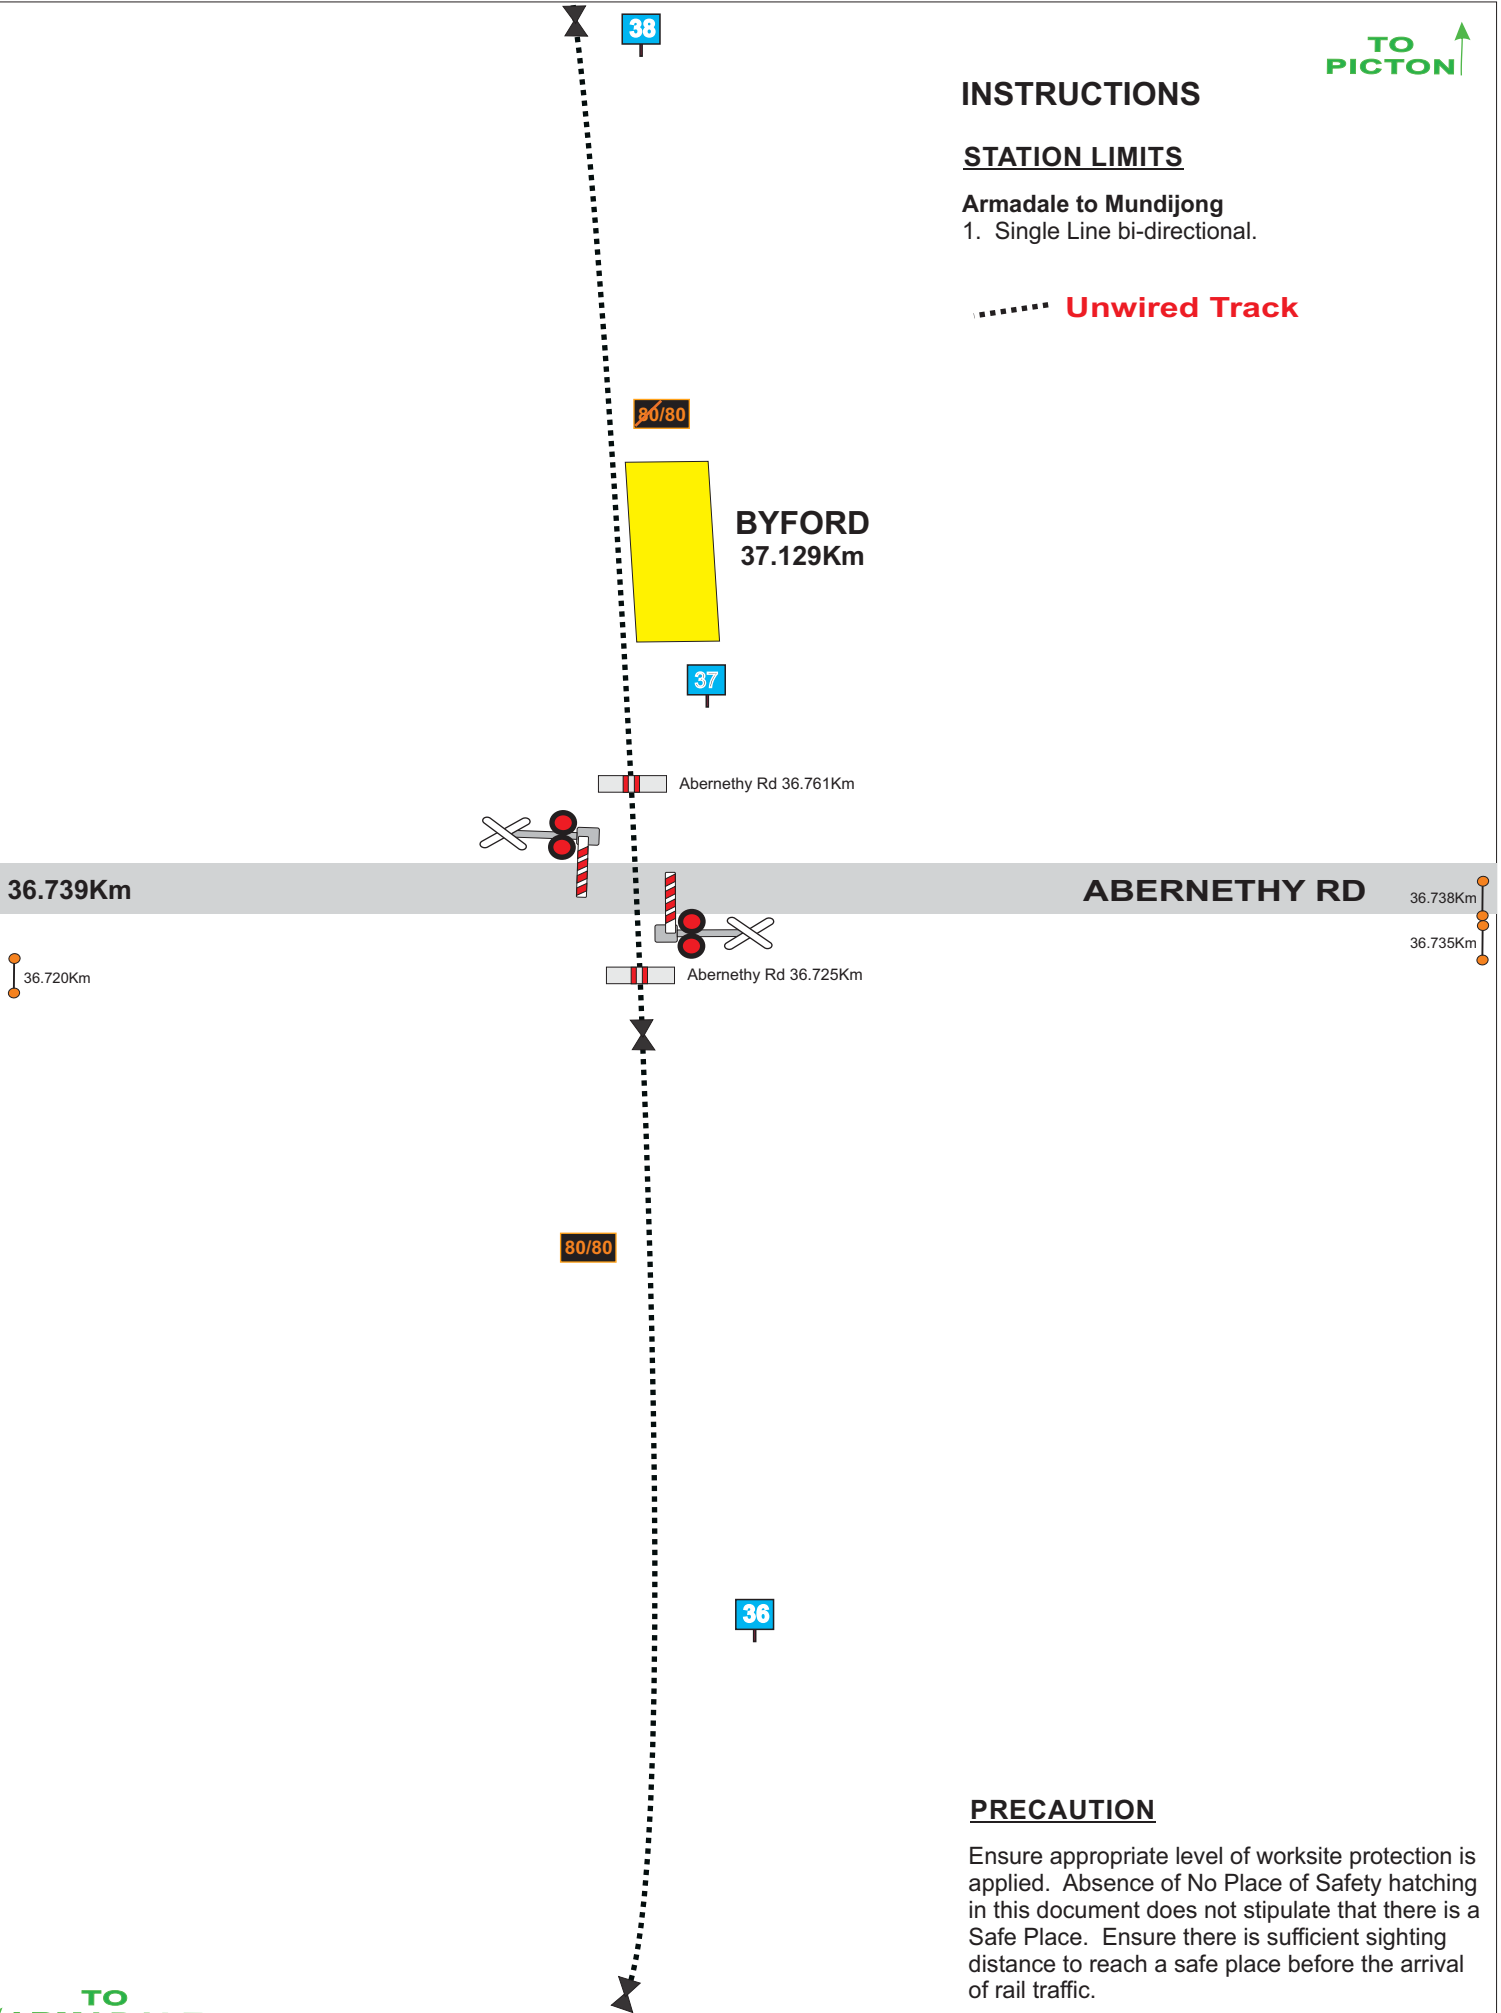 38
TO
PICTON
INSTRUCTIONS
STATION LIMITS
Armadale to Mundijong
1. Single Line bi-directional.
Unwired Track
80/80
BYFORD
37.129Km
37
Abernethy Rd 36.761Km
36.739Km
ABERNETHY RD
36.738Km
36.735Km
36.720Km
Abernethy Rd 36.725Km
80/80
36
PRECAUTION
Ensure appropriate level of worksite protection is
applied. Absence of No Place of Safety hatching
in this document does not stipulate that there is a
Safe Place. Ensure there is sufficient sighting
distance to reach a safe place before the arrival
of rail traffic.
TO